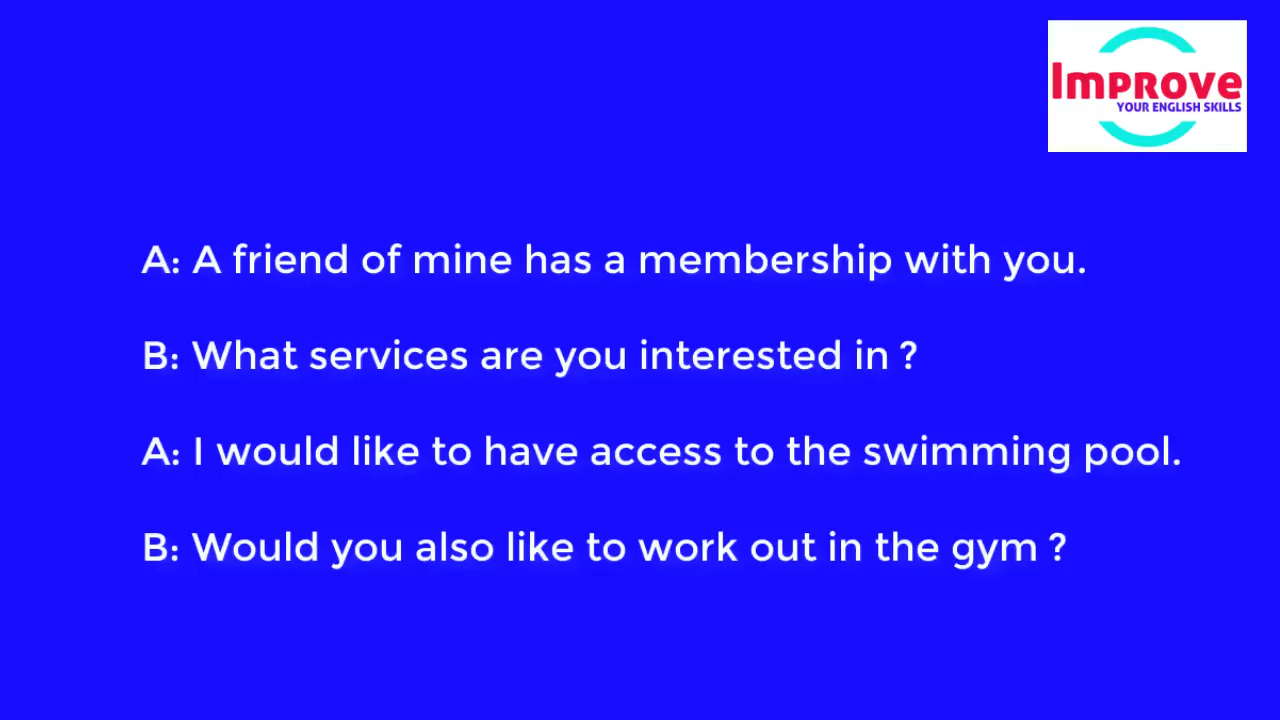 Improve
YOUR ENGLISH SKILLS
A: A friend of mine has a membership with you.
B: What services are you interested in ?
A: I would like to have access to the swimming pool.
B: Would you also like to work out in the gym ?